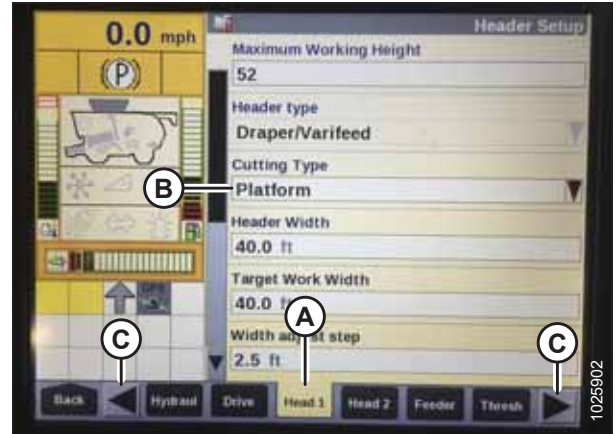 0.0 mph
Header Setup
(P)
Maximum Working Height
52
Header type
Draper/Varifeed
Cutting Type
B
Platform
Header Width
40.0 ft
Target Work Width
40.0 ft
GPS
A
Width adjust step
C
C
2.5 ft
Back
Hydraul
Drive
Head 1
Head 2
Feeder
Thresh
1025902